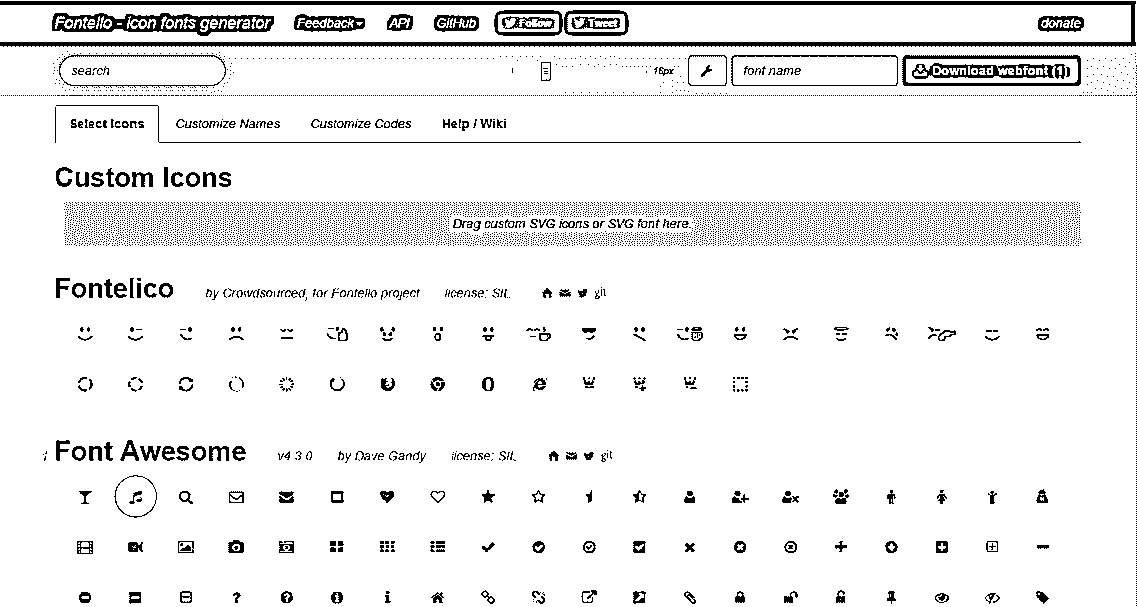 Fontello - icon fonts generator Feedback API GitHub Follow Tweet donate
search 16px font name Download webfont (1)
Select Icons Customize Names Customize Codes Help / Wiki
Custom Icons
Drag custom SVG icons or SVG font here.
Fontelico by Crowdsourced, for Fontello project license: SIL git
Font Awesome v4.3.0 by Dave Gandy license: SIL git